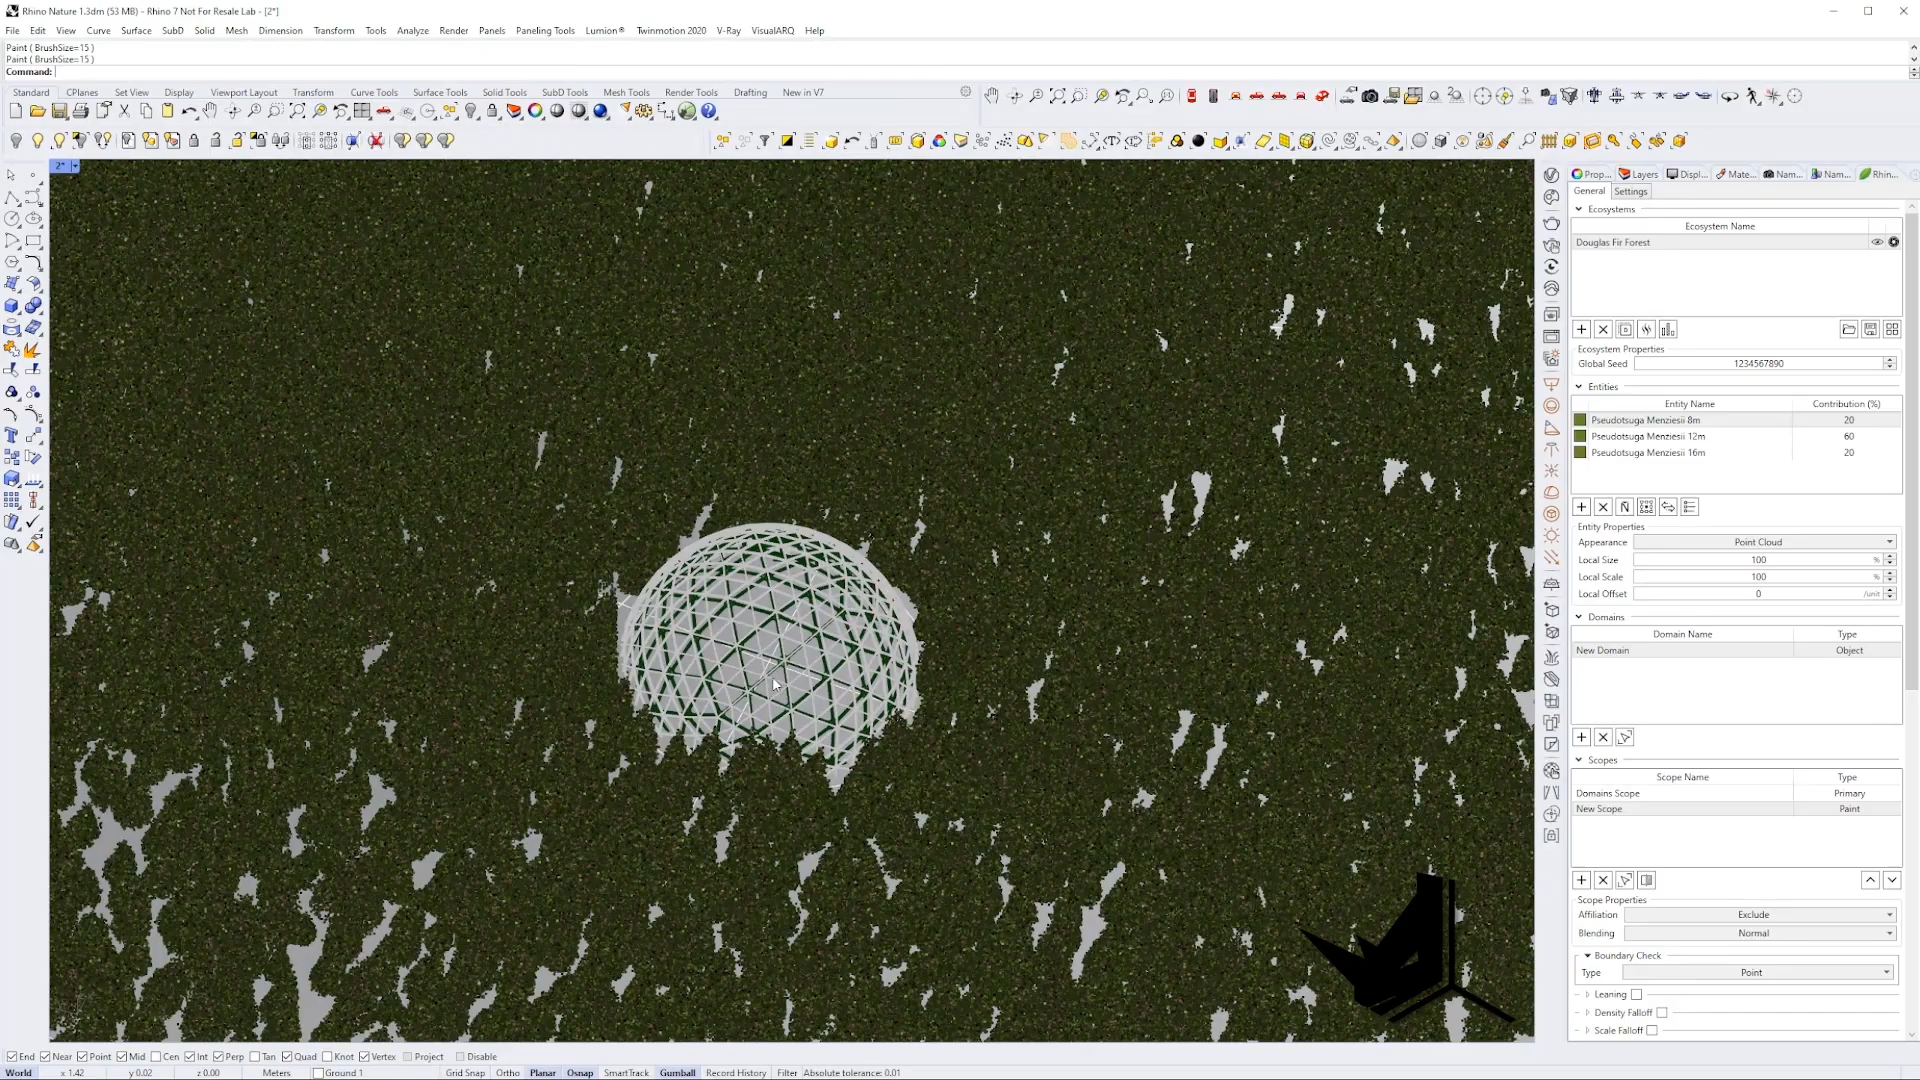 Rhino Nature 1.3dm (53 MB) - Rhino 7 Not For Resale Lab - [2*]
File Edit View Curve Surface SubD Solid Mesh Dimension Transform Tools Analyze Render Panels Paneling Tools Lumion® Twinmotion 2020 V-Ray VisualARQ Help
Paint ( BrushSize=15 )
Paint ( BrushSize=15 )
Command:
Standard CPlanes Set View Display Viewport Layout Transform Curve Tools Surface Tools Solid Tools SubD Tools Mesh Tools Render Tools Drafting New in V7
2*
Prop... Layers Displ... Mate... Nam... Nam... Rhin...
General Settings
Ecosystems
Ecosystem Name
Douglas Fir Forest
Ecosystem Properties
Global Seed 1234567890
Entities
Entity Name Contribution (%)
Pseudotsuga Menziesii 8m 20
Pseudotsuga Menziesii 12m 60
Pseudotsuga Menziesii 16m 20
Entity Properties
Appearance Point Cloud
Local Size 100 %
Local Scale 100 %
Local Offset 0 /unit
Domains
Domain Name Type
New Domain Object
Scopes
Scope Name Type
Domains Scope Primary
New Scope Paint
Scope Properties
Affiliation Exclude
Blending Normal
Boundary Check
Type Point
Leaning
Density Falloff
Scale Falloff
End Near Point Mid Cen Int Perp Tan Quad Knot Vertex Project Disable
World x 1.42 y 0.02 z 0.00 Meters Ground 1 Grid Snap Ortho Planar Osnap SmartTrack Gumball Record History Filter Absolute tolerance: 0.01